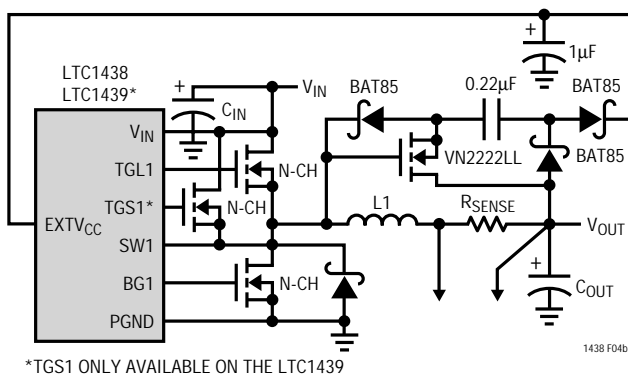 +
1µF
LTC1438
LTC1439*
+
C_IN
V_IN
BAT85
0.22µF
BAT85
V_IN
TGL1
N-CH
VN2222LL
BAT85
TGS1*
N-CH
EXTV_CC
L1
R_SENSE
V_OUT
SW1
BG1
N-CH
+
C_OUT
PGND
1438 F04b
*TGS1 ONLY AVAILABLE ON THE LTC1439